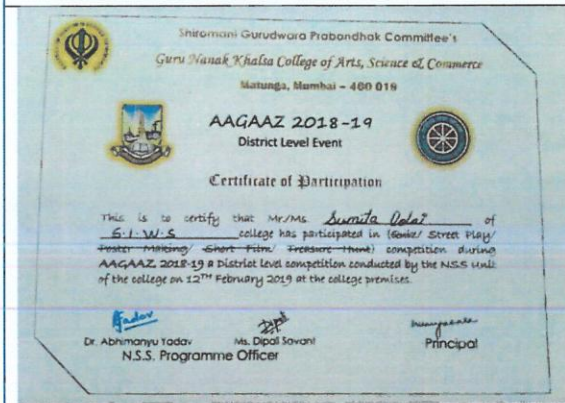 Shiromani Gurudwara Prabandhak Committee's
Guru Nanak Khalsa College of Arts, Science & Commerce
Matunga, Mumbai - 400 019
AAGAAZ 2018-19
District Level Event
Certificate of Participation
This is to certify that Mr/Ms. Sumita of
S.I.W.S college has participated in (Street Play/
Poster Making/ Short Film/ Treasure Hunt) competition during
AAGAAZ 2018-19 a District level competition conducted by the NSS Unit
of the college on 12TH February 2019 at the college premises.
Dr. Abhimanyu Yadav Ms. Dipali Savant Principal
N.S.S. Programme Officer